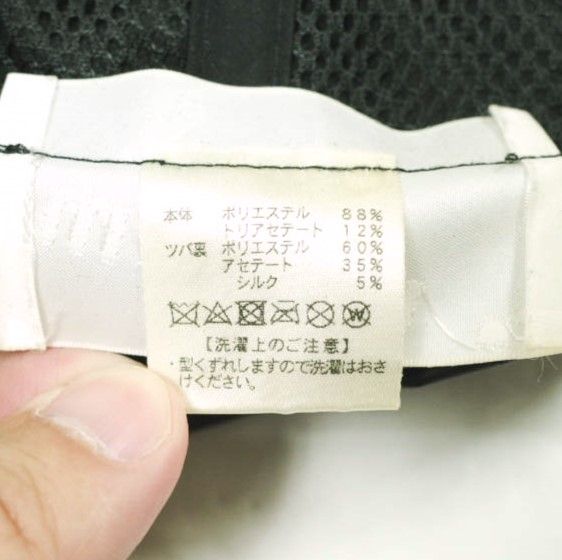 本体 ポリエステル 88%
トリアセテート 12%
ツバ裏 ポリエステル 60%
アセテート 35%
シルク 5%
【洗濯上のご注意】
・型くずれしますので洗濯はおさ
けください。